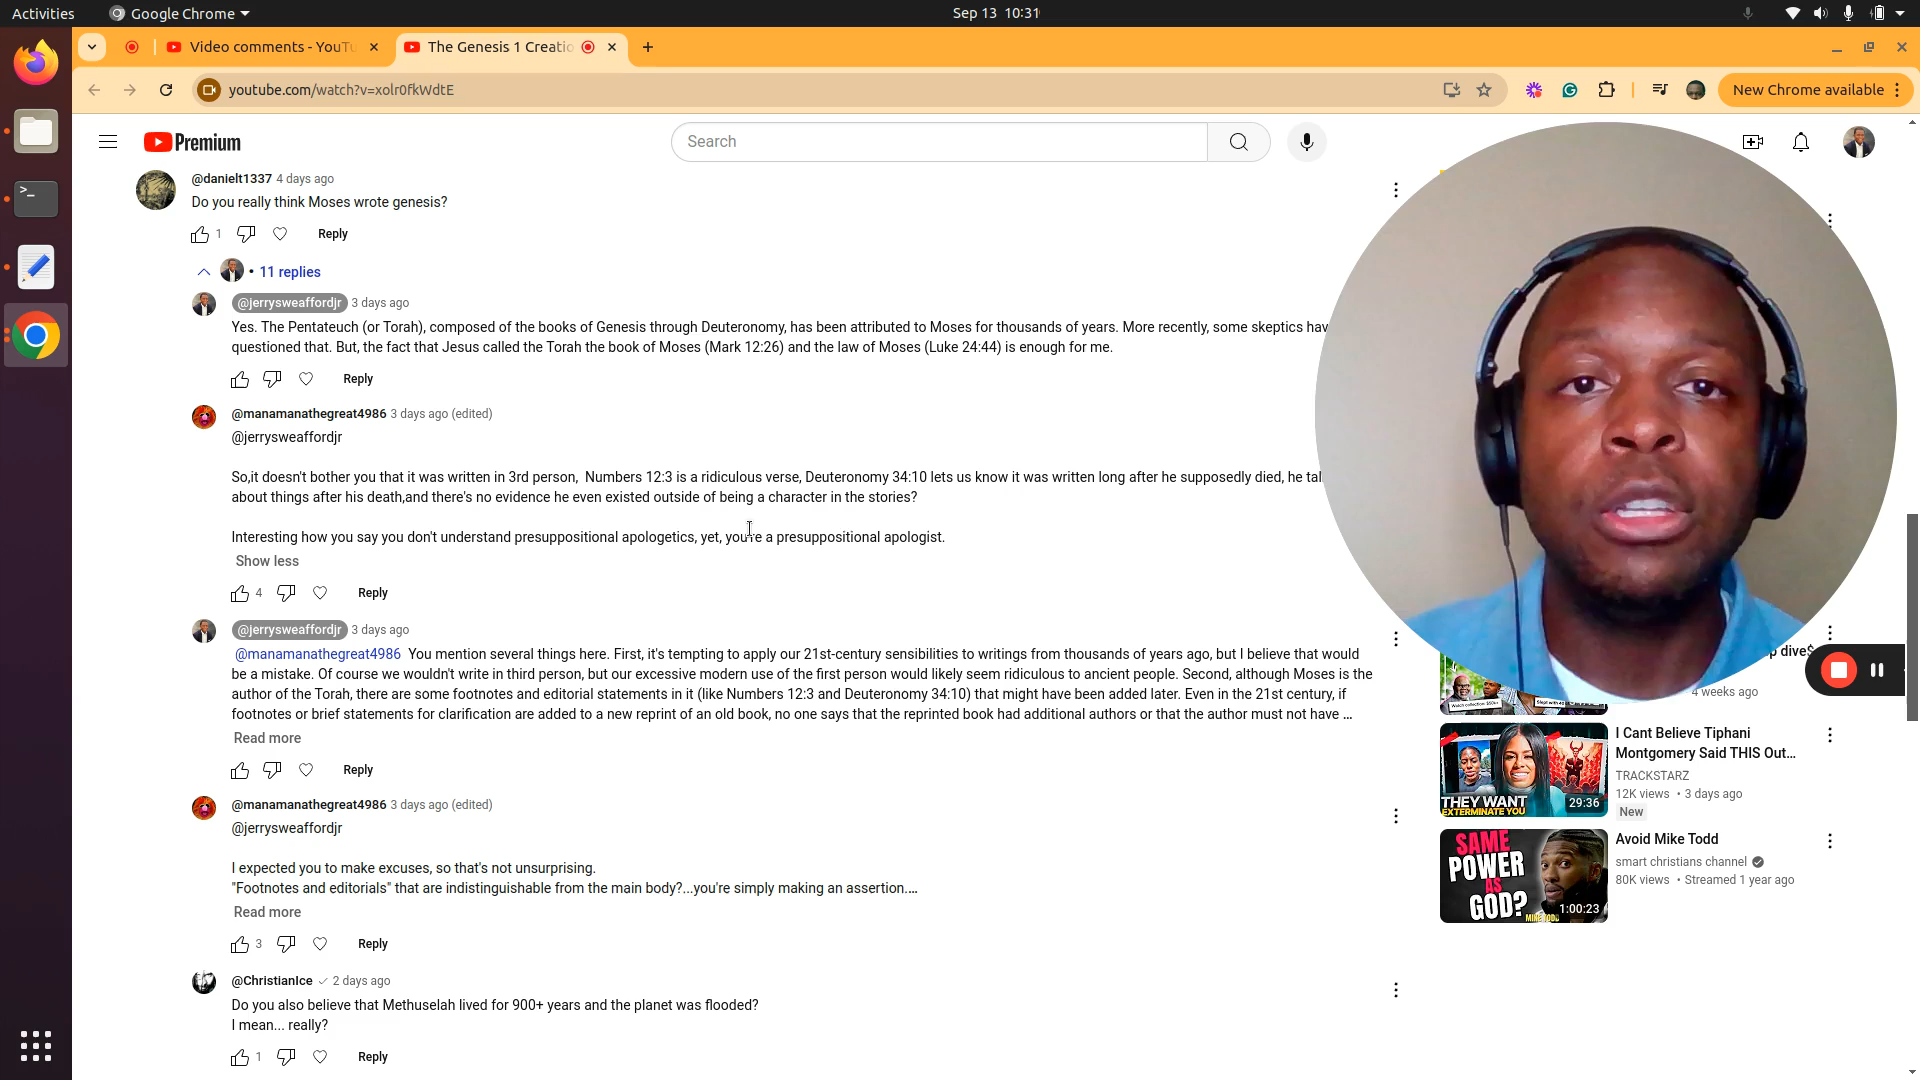 Activities
Google Chrome
Sep 13 10:31
Video comments - YouTu
The Genesis 1 Creatio
youtube.com/watch?v=xolr0fkWdtE
New Chrome available
Premium
Search
@danielt1337 4 days ago
Do you really think Moses wrote genesis?
1
Reply
• 11 replies
@jerrysweaffordjr 3 days ago
Yes. The Pentateuch (or Torah), composed of the books of Genesis through Deuteronomy, has been attributed to Moses for thousands of years. More recently, some skeptics hav
questioned that. But, the fact that Jesus called the Torah the book of Moses (Mark 12:26) and the law of Moses (Luke 24:44) is enough for me.
Reply
@manamanathegreat4986 3 days ago (edited)
@jerrysweaffordjr
So,it doesn't bother you that it was written in 3rd person, Numbers 12:3 is a ridiculous verse, Deuteronomy 34:10 lets us know it was written long after he supposedly died, he tal
about things after his death,and there's no evidence he even existed outside of being a character in the stories?
Interesting how you say you don't understand presuppositional apologetics, yet, you're a presuppositional apologist.
Show less
4
Reply
@jerrysweaffordjr 3 days ago
@manamanathegreat4986 You mention several things here. First, it's tempting to apply our 21st-century sensibilities to writings from thousands of years ago, but I believe that would
be a mistake. Of course we wouldn't write in third person, but our excessive modern use of the first person would likely seem ridiculous to ancient people. Second, although Moses is the
author of the Torah, there are some footnotes and editorial statements in it (like Numbers 12:3 and Deuteronomy 34:10) that might have been added later. Even in the 21st century, if
footnotes or brief statements for clarification are added to a new reprint of an old book, no one says that the reprinted book had additional authors or that the author must not have ...
Read more
Reply
@manamanathegreat4986 3 days ago (edited)
@jerrysweaffordjr
I expected you to make excuses, so that's not unsurprising.
"Footnotes and editorials" that are indistinguishable from the main body?...you're simply making an assertion....
Read more
3
Reply
@ChristianIce 2 days ago
Do you also believe that Methuselah lived for 900+ years and the planet was flooded?
I mean... really?
1
Reply
p dive$
4 weeks ago
I Cant Believe Tiphani
Montgomery Said THIS Out...
TRACKSTARZ
12K views • 3 days ago
New
THEY WANT
EXTERMINATE YOU
29:36
Avoid Mike Todd
smart christians channel
80K views • Streamed 1 year ago
SAME
POWER
AS
GOD?
MIKE TODD
1:00:23